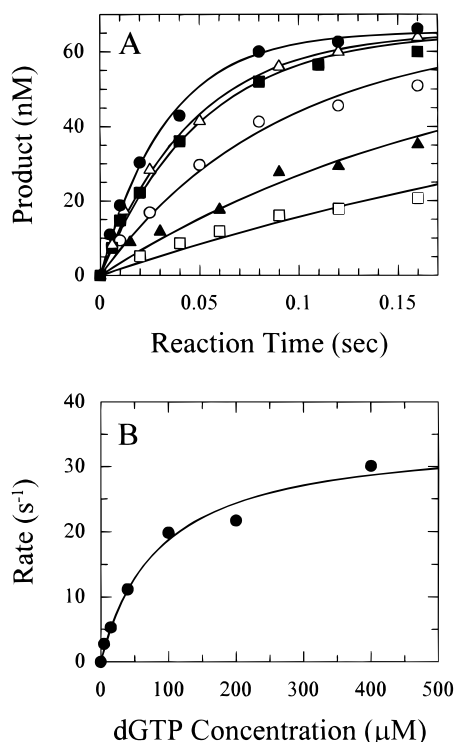 A
60
40
20
0
Product (nM)
0 0.05 0.1 0.15
Reaction Time (sec)
B
40
30
20
10
0
Rate (s⁻¹)
0 100 200 300 400 500
dGTP Concentration (μM)